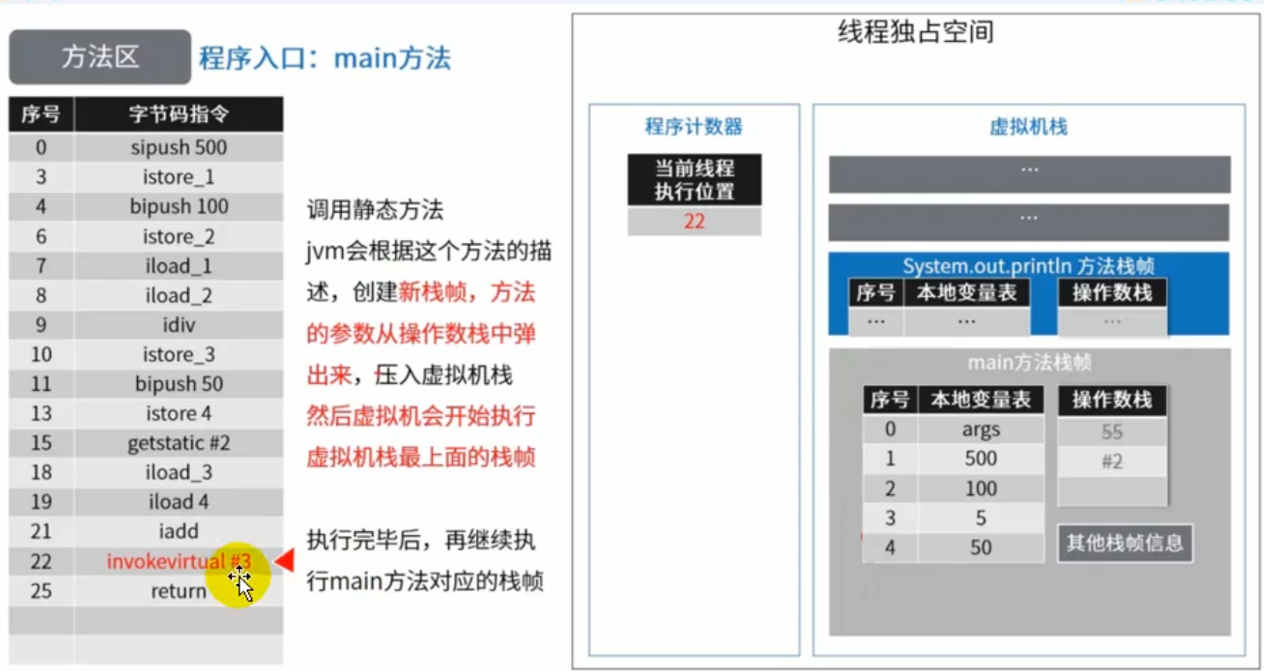 方法区 程序入口：main方法
序号 字节码指令
0 sipush 500
3 istore_1
4 bipush 100
6 istore_2
7 iload_1
8 iload_2
9 idiv
10 istore_3
11 bipush 50
13 istore 4
15 getstatic #2
18 iload_3
19 iload 4
21 iadd
22 invokevirtual #3
25 return
调用静态方法
jvm会根据这个方法的描
述，创建新栈帧，方法
的参数从操作数栈中弹
出来，压入虚拟机栈
然后虚拟机会开始执行
虚拟机栈最上面的栈帧
执行完毕后，再继续执
行main方法对应的栈帧
线程独占空间
程序计数器
当前线程
执行位置
22
虚拟机栈
...
...
System.out.println 方法栈帧
序号 本地变量表 操作数栈
... ... ...
main方法栈帧
序号 本地变量表
0 args
1 500
2 100
3 5
4 50
操作数栈
55
#2
其他栈帧信息